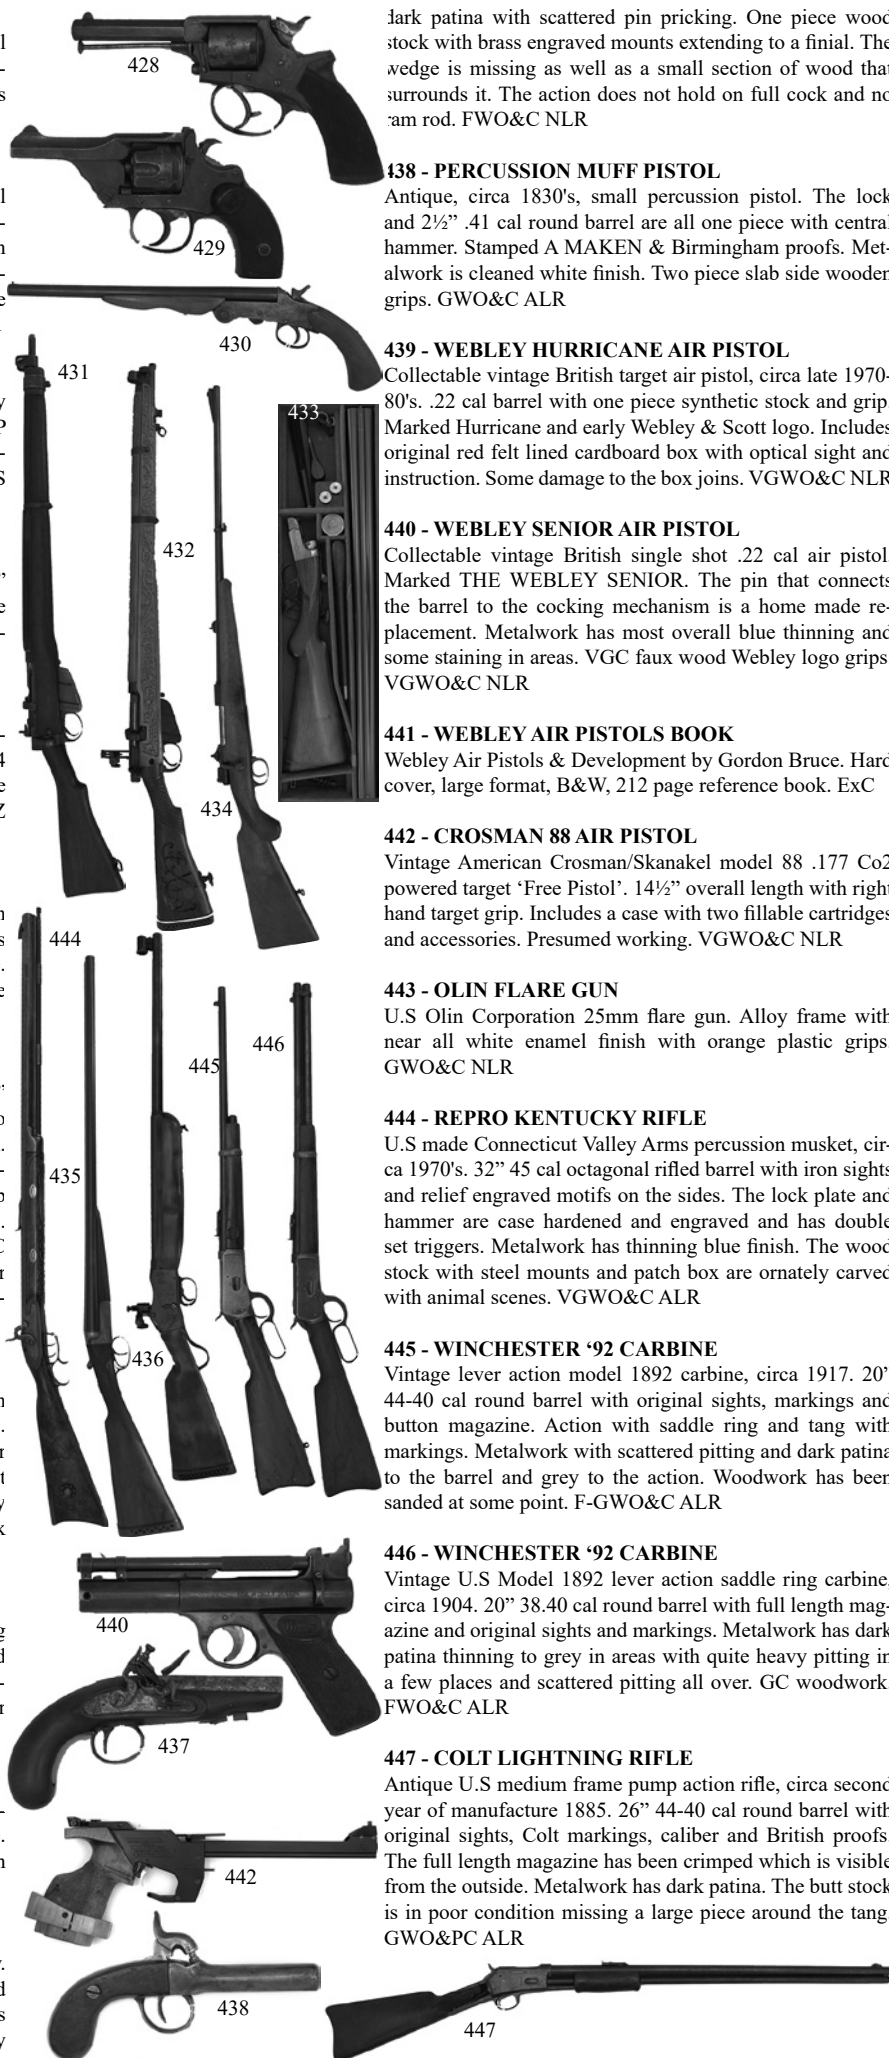 dark patina with scattered pin pricking. One piece wood
stock with brass engraved mounts extending to a finial. The
wedge is missing as well as a small section of wood that
surrounds it. The action does not hold on full cock and no
ram rod. FWO&C NLR
438 - PERCUSSION MUFF PISTOL
Antique, circa 1830's, small percussion pistol. The lock
and 2½” .41 cal round barrel are all one piece with central
hammer. Stamped A MAKEN & Birmingham proofs. Met-
alwork is cleaned white finish. Two piece slab side wooden
grips. GWO&C ALR
439 - WEBLEY HURRICANE AIR PISTOL
Collectable vintage British target air pistol, circa late 1970-
80's. .22 cal barrel with one piece synthetic stock and grip.
Marked Hurricane and early Webley & Scott logo. Includes
original red felt lined cardboard box with optical sight and
instruction. Some damage to the box joins. VGWO&C NLR
440 - WEBLEY SENIOR AIR PISTOL
Collectable vintage British single shot .22 cal air pistol.
Marked THE WEBLEY SENIOR. The pin that connects
the barrel to the cocking mechanism is a home made re-
placement. Metalwork has most overall blue thinning and
some staining in areas. VGC faux wood Webley logo grips.
VGWO&C NLR
441 - WEBLEY AIR PISTOLS BOOK
Webley Air Pistols & Development by Gordon Bruce. Hard
cover, large format, B&W, 212 page reference book. ExC
442 - CROSMAN 88 AIR PISTOL
Vintage American Crosman/Skanakel model 88 .177 Co2
powered target ‘Free Pistol’. 14½” overall length with right
hand target grip. Includes a case with two fillable cartridges
and accessories. Presumed working. VGWO&C NLR
443 - OLIN FLARE GUN
U.S Olin Corporation 25mm flare gun. Alloy frame with
near all white enamel finish with orange plastic grips.
GWO&C NLR
444 - REPRO KENTUCKY RIFLE
U.S made Connecticut Valley Arms percussion musket, cir-
ca 1970's. 32” 45 cal octagonal rifled barrel with iron sights
and relief engraved motifs on the sides. The lock plate and
hammer are case hardened and engraved and has double
set triggers. Metalwork has thinning blue finish. The wood
stock with steel mounts and patch box are ornately carved
with animal scenes. VGWO&C ALR
445 - WINCHESTER ‘92 CARBINE
Vintage lever action model 1892 carbine, circa 1917. 20”
44-40 cal round barrel with original sights, markings and
button magazine. Action with saddle ring and tang with
markings. Metalwork with scattered pitting and dark patina
to the barrel and grey to the action. Woodwork has been
sanded at some point. F-GWO&C ALR
446 - WINCHESTER ‘92 CARBINE
Vintage U.S Model 1892 lever action saddle ring carbine,
circa 1904. 20” 38.40 cal round barrel with full length mag-
azine and original sights and markings. Metalwork has dark
patina thinning to grey in areas with quite heavy pitting in
a few places and scattered pitting all over. GC woodwork.
FWO&C ALR
447 - COLT LIGHTNING RIFLE
Antique U.S medium frame pump action rifle, circa second
year of manufacture 1885. 26” 44-40 cal round barrel with
original sights, Colt markings, caliber and British proofs.
The full length magazine has been crimped which is visible
from the outside. Metalwork has dark patina. The butt stock
is in poor condition missing a large piece around the tang.
GWO&PC ALR
428
429
430
431
432
433
434
444
445
446
435
436
440
437
442
438
447